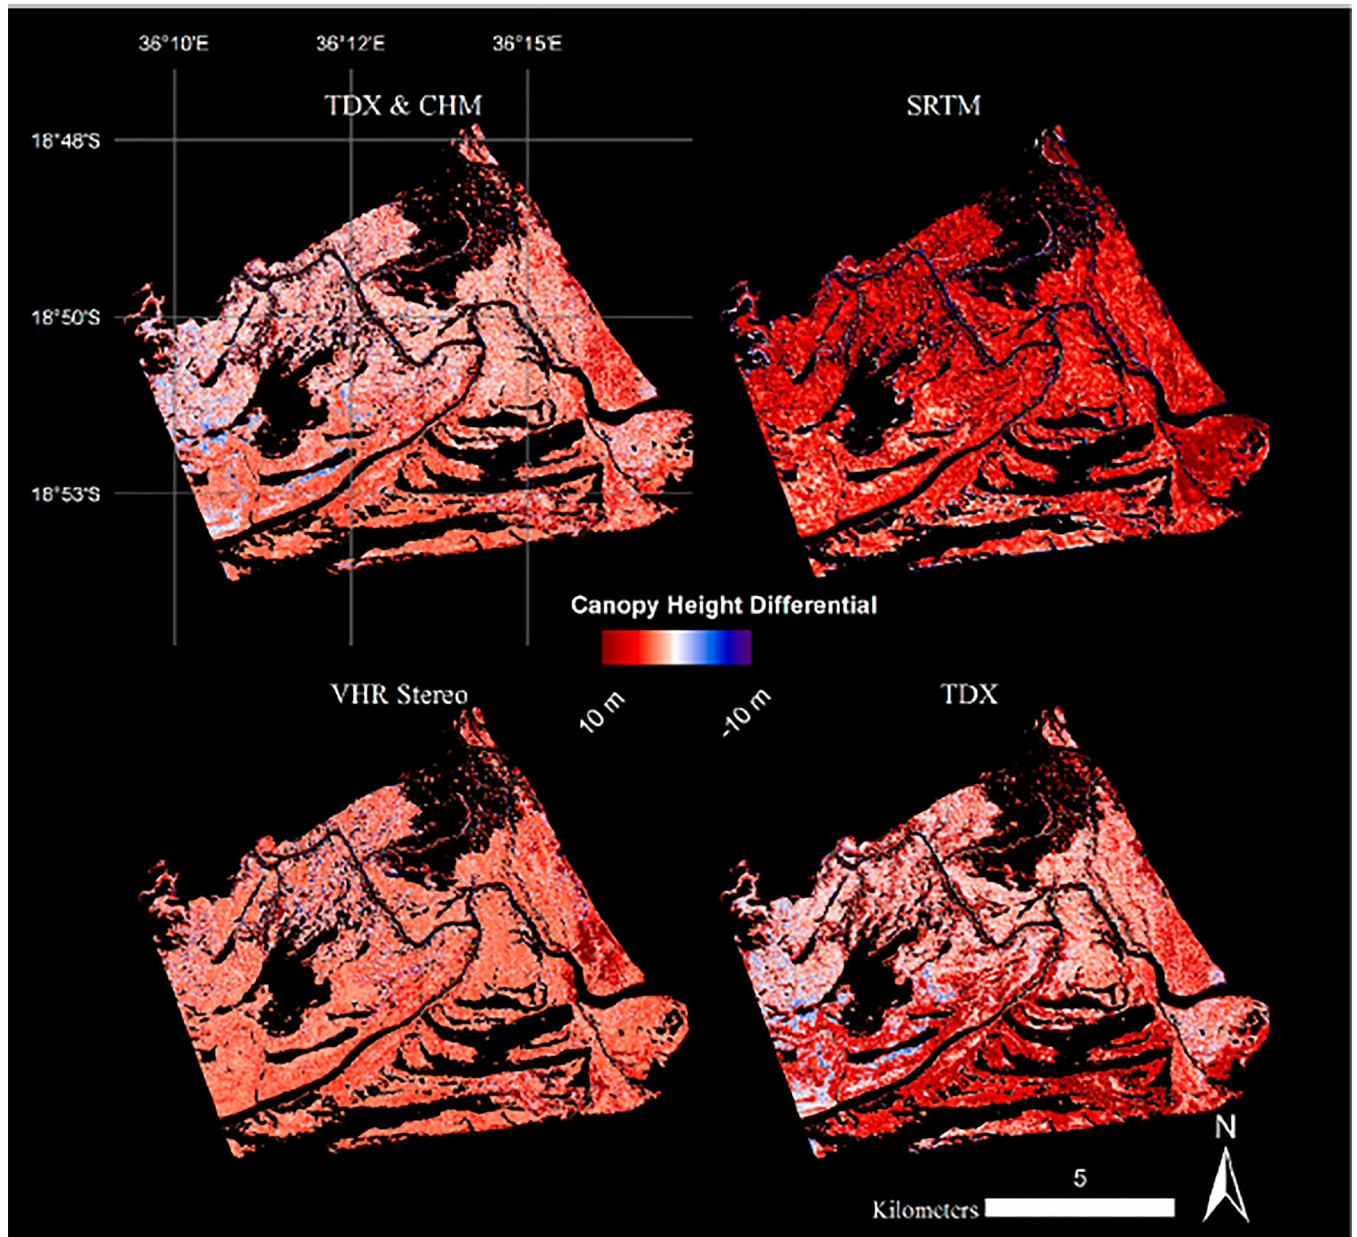 36°10'E 36°12'E 36°15'E
TDX & CHM
SRTM
18°48'S
18°50'S
18°53'S
Canopy Height Differential
10 m
-10 m
VHR Stereo
TDX
N
5
Kilometers